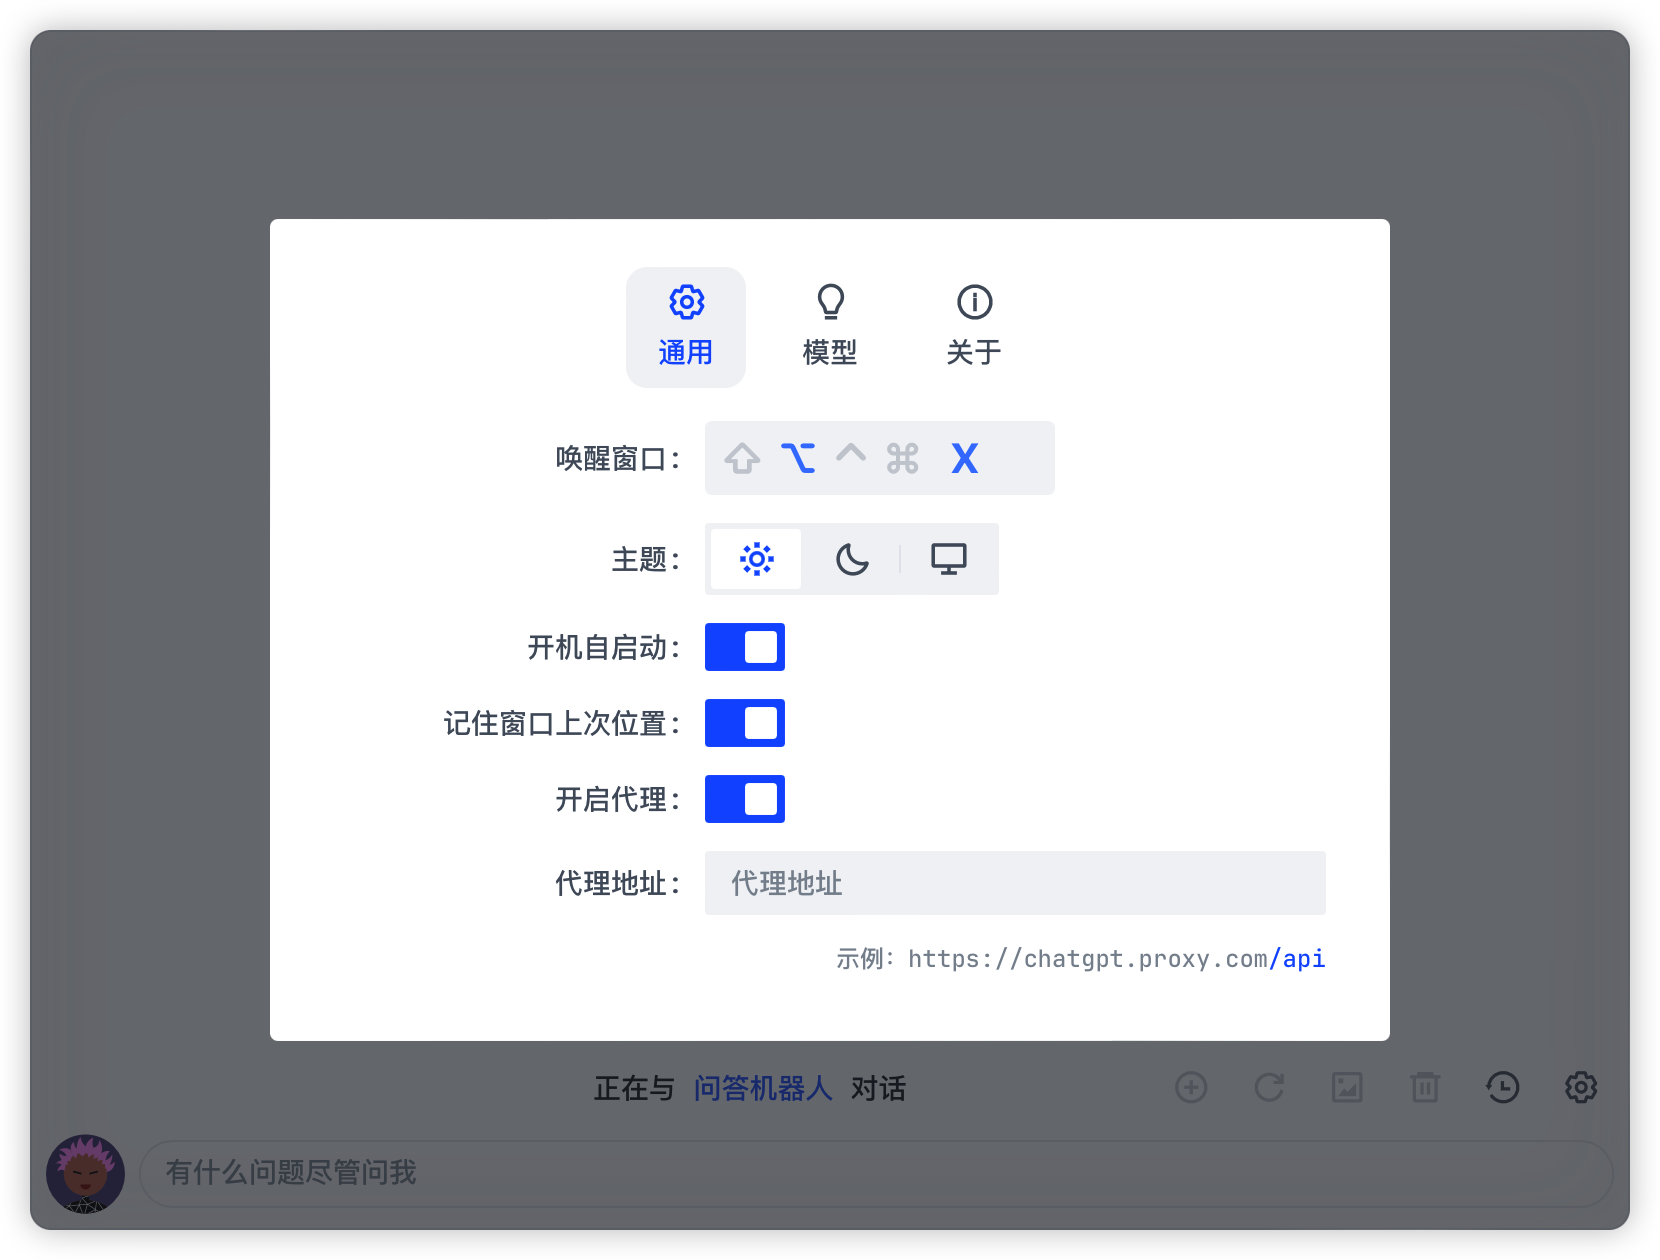 通用 模型 关于
唤醒窗口： ⇧ ⌥ ^ ⌘ X
主题：
开机自启动：
记住窗口上次位置：
开启代理：
代理地址： 代理地址
示例：https://chatgpt.proxy.com/api
正在与 问答机器人 对话
有什么问题尽管问我